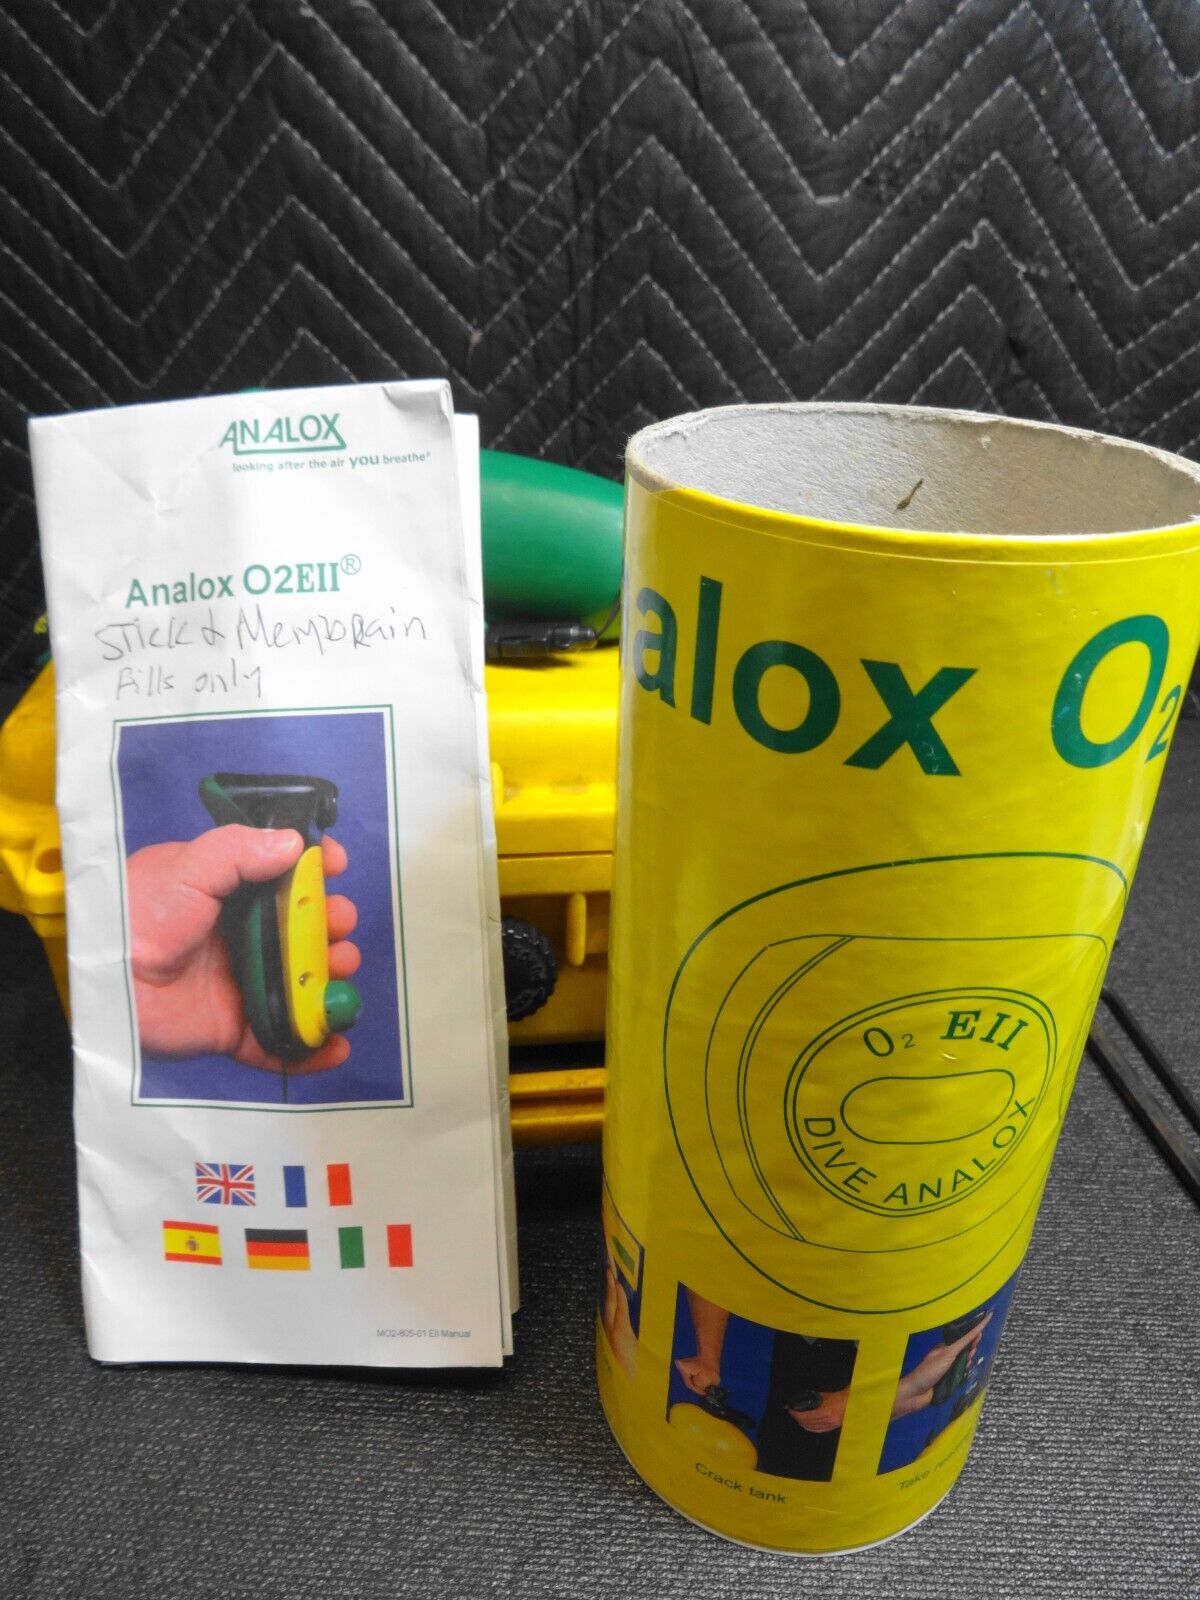 ANALOX
looking after the air you breathe®
Analox O2EII®
Stick & Membrain
fills only
MO2-805-01 EII Manual
alox O2
O2 EII
DIVE ANALOX
Crack tank
Take